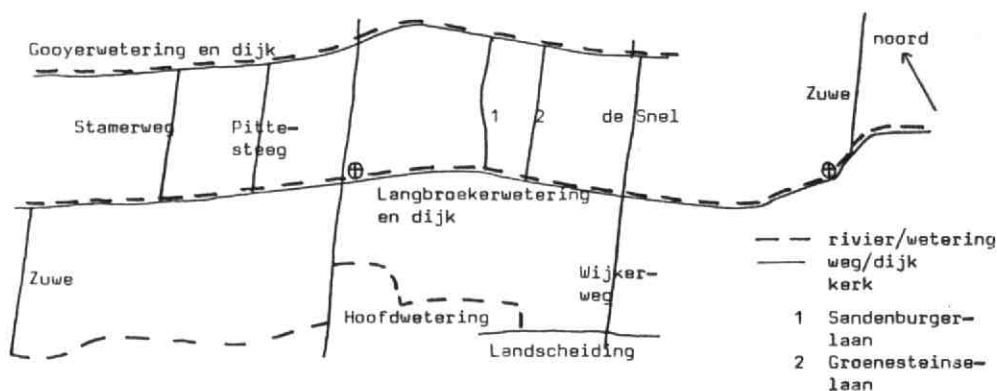 Gooyerwetering en dijk
noord
Zuwe
Stamerweg
Pitte-
steeg
1
2
de Snel
Langbroekerwetering
en dijk
Zuwe
Wijker-
weg
Hoofdwetering
Landscheiding
rivier/wetering
weg/dijk
kerk
1 Sandenburger-
laan
2 Groenesteinse-
laan